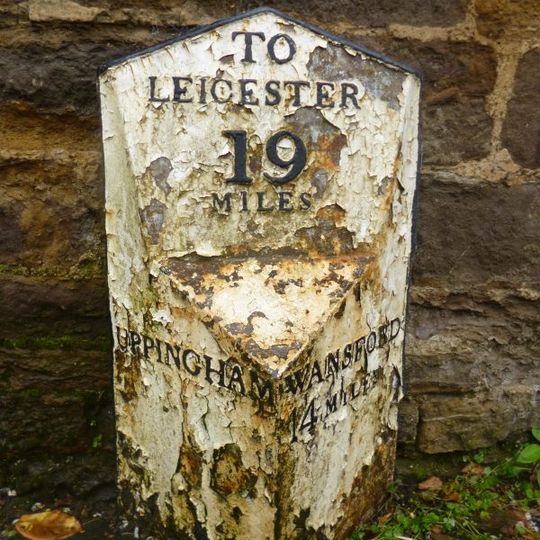 TO
LEICESTER
19
MILES
UPPINGHAM
WANSFORD
14 MILES